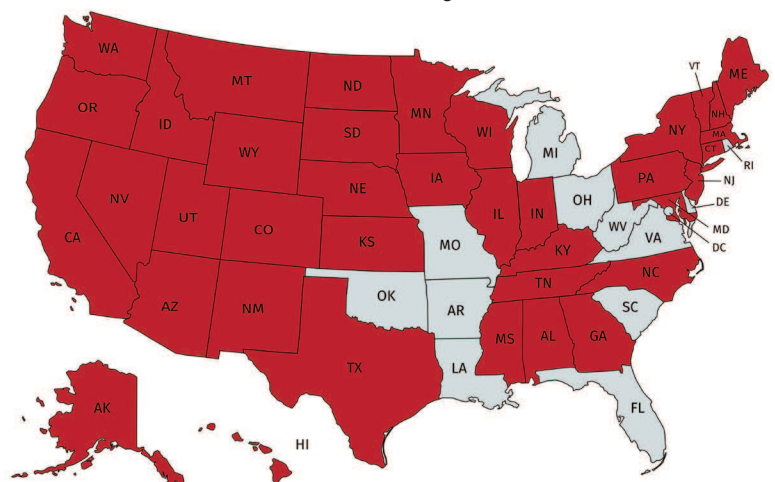 WA
MT
ND
MN
VT
ME
OR
ID
SD
WI
NH
NY
MA
CT
WY
MI
RI
IA
PA
NJ
NE
NV
UT
CO
IL
IN
OH
DE
WV
MD
CA
KS
MO
KY
VA
DC
NC
TN
AZ
NM
OK
AR
SC
MS
AL
GA
TX
LA
AK
FL
HI